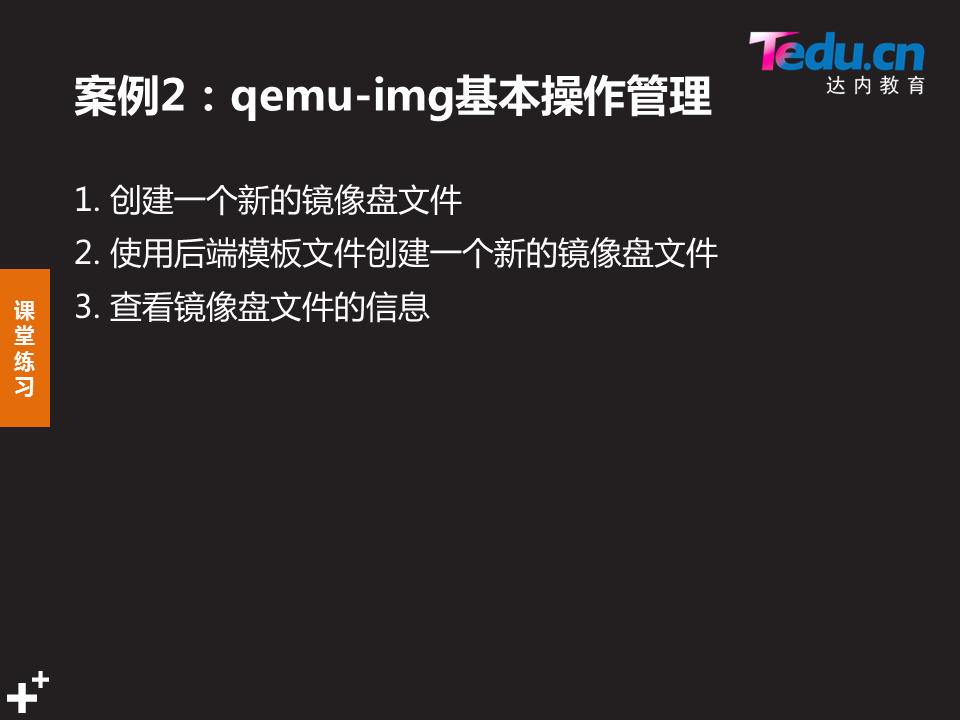 Tedu.cn
达内教育
案例2：qemu-img基本操作管理
1. 创建一个新的镜像盘文件
2. 使用后端模板文件创建一个新的镜像盘文件
3. 查看镜像盘文件的信息
课
堂
练
习